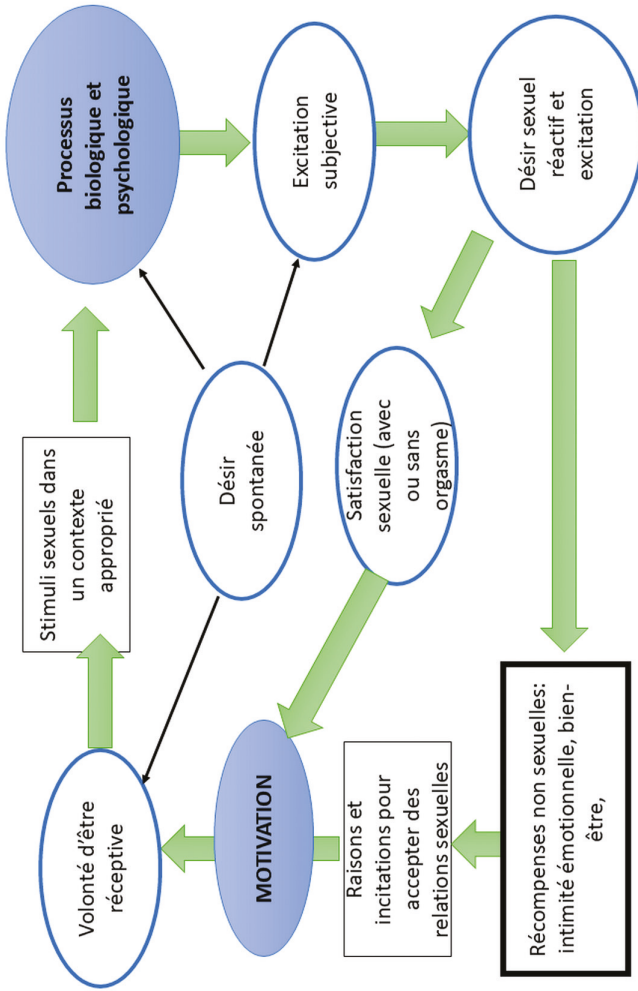 Volonté d'être
réceptive
Stimuli sexuels dans
un contexte
approprié
Processus
biologique et
psychologique
MOTIVATION
Désir
spontanée
Excitation
subjective
Raisons et
incitations pour
accepter des
relations sexuelles
Satisfaction
sexuelle (avec
ou sans
orgasme)
Désir sexuel
réactif et
excitation
Récompenses non sexuelles:
intimité émotionnelle, bien-
être,